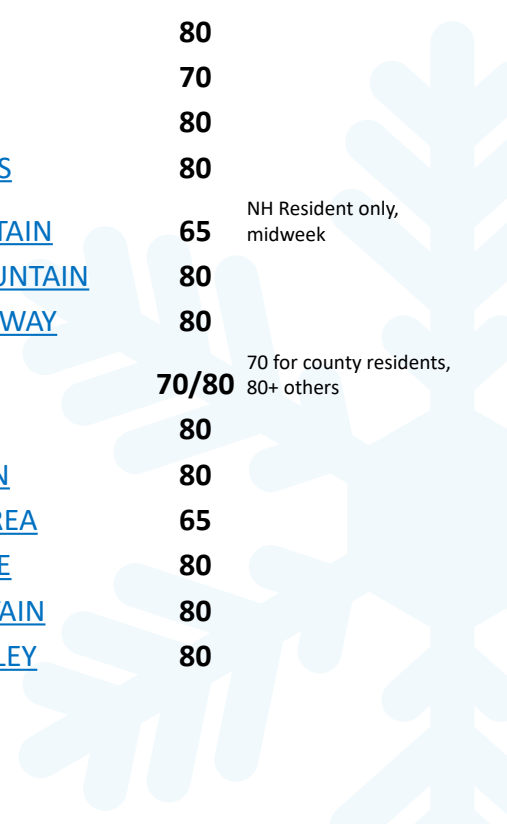 80
70
80
S 80
TAIN 65 NH Resident only,
midweek
UNTAIN 80
WAY 80
70/80 70 for county residents,
80+ others
80
N 80
REA 65
E 80
TAIN 80
LEY 80